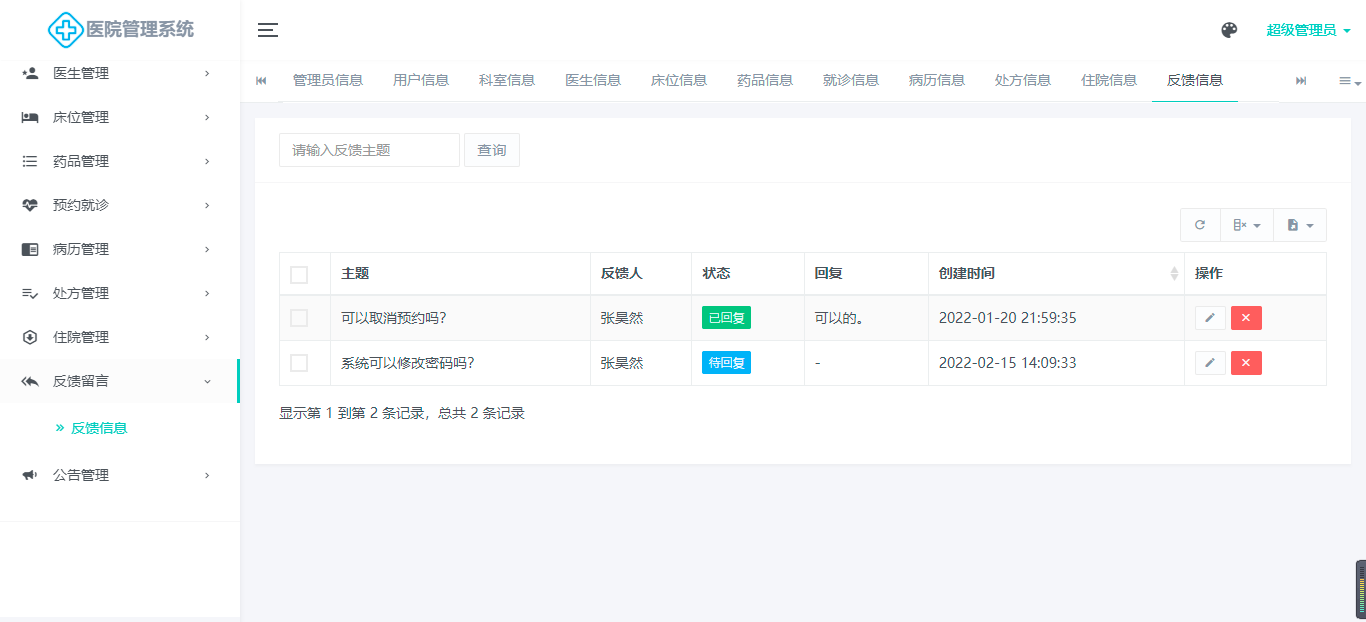 医院管理系统
超级管理员
医生管理
床位管理
药品管理
预约就诊
病历管理
处方管理
住院管理
反馈留言
反馈信息
公告管理
管理员信息 用户信息 科室信息 医生信息 床位信息 药品信息 就诊信息 病历信息 处方信息 住院信息 反馈信息
请输入反馈主题 查询
主题 反馈人 状态 回复 创建时间 操作
可以取消预约吗? 张昊然 已回复 可以的。 2022-01-20 21:59:35
系统可以修改密码吗? 张昊然 待回复 - 2022-02-15 14:09:33
显示第 1 到第 2 条记录，总共 2 条记录